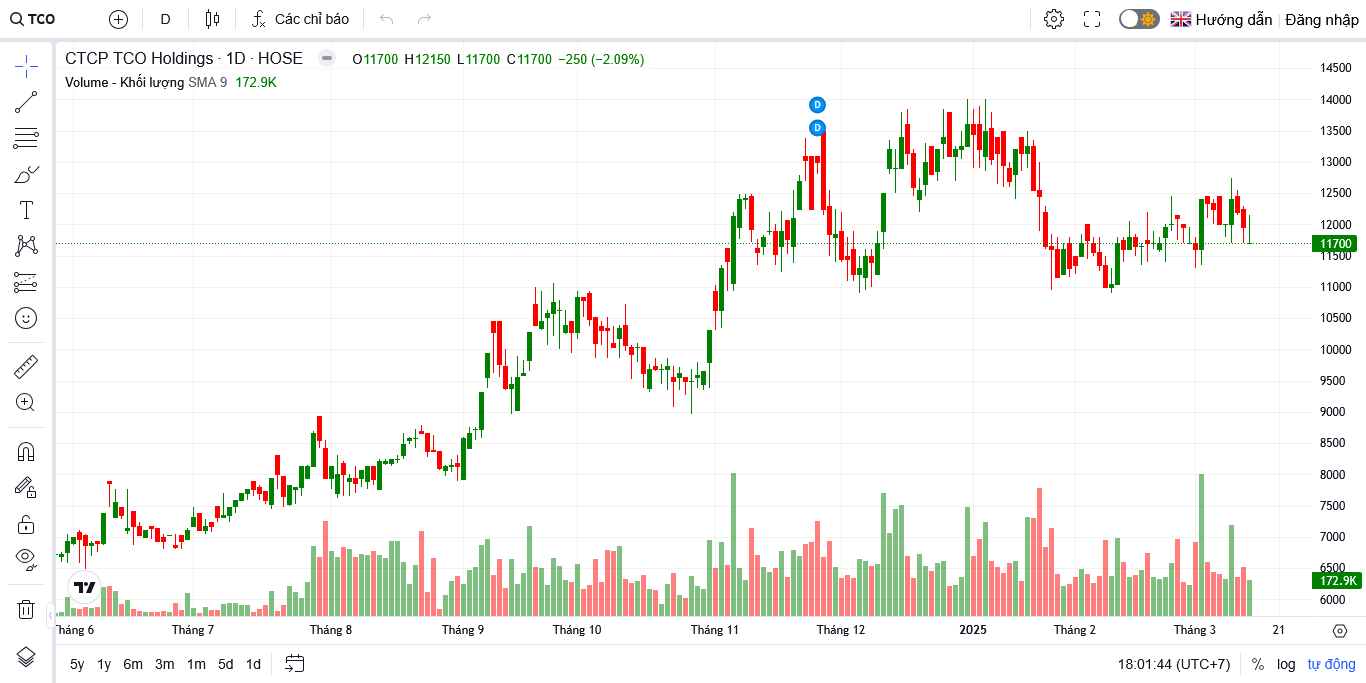 TCO D Các chỉ báo Hướng dẫn Đăng nhập
CTCP TCO Holdings · 1D · HOSE O11700 H12150 L11700 C11700 −250 (−2.09%)
Volume - Khối lượng SMA 9 172.9K
D
D
14500
14000
13500
13000
12500
12000
11700
11500
11000
10500
10000
9500
9000
8500
8000
7500
7000
6500
172.9K
6000
Tháng 6 Tháng 7 Tháng 8 Tháng 9 Tháng 10 Tháng 11 Tháng 12 2025 Tháng 2 Tháng 3 21
5y 1y 6m 3m 1m 5d 1d 18:01:44 (UTC+7) % log tự động